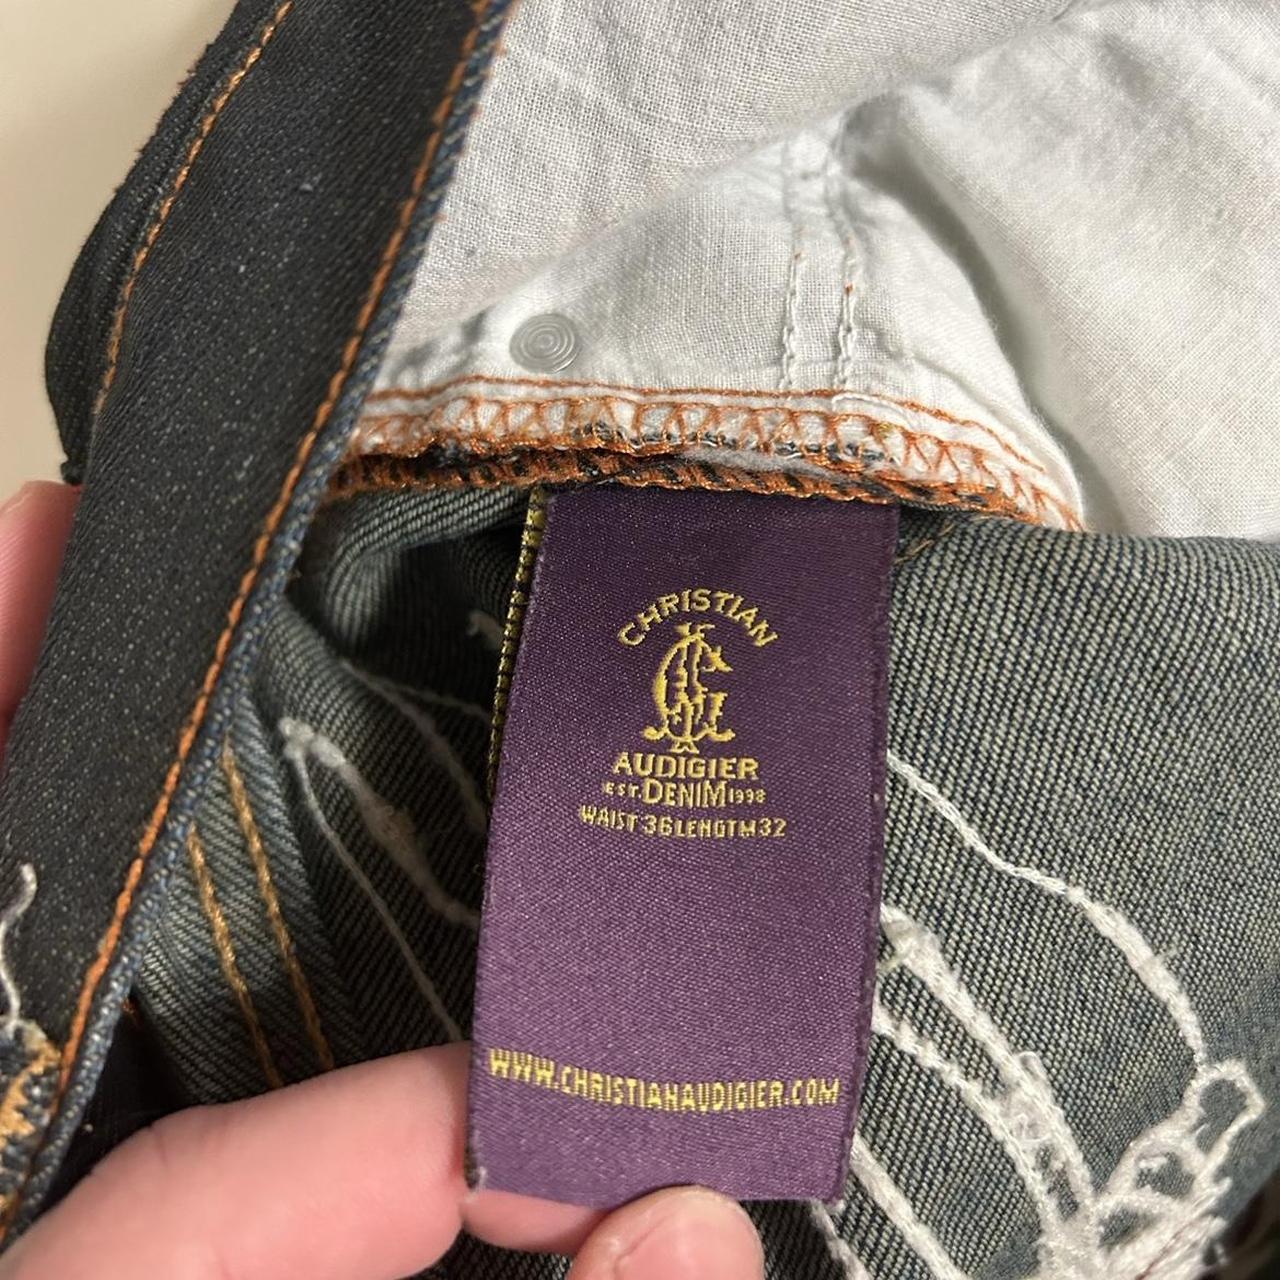 CHRISTIAN
AUDIGIER
EST. DENIM 1998
WAIST 36 LENGTH 32
WWW.CHRISTIANAUDIGIER.COM